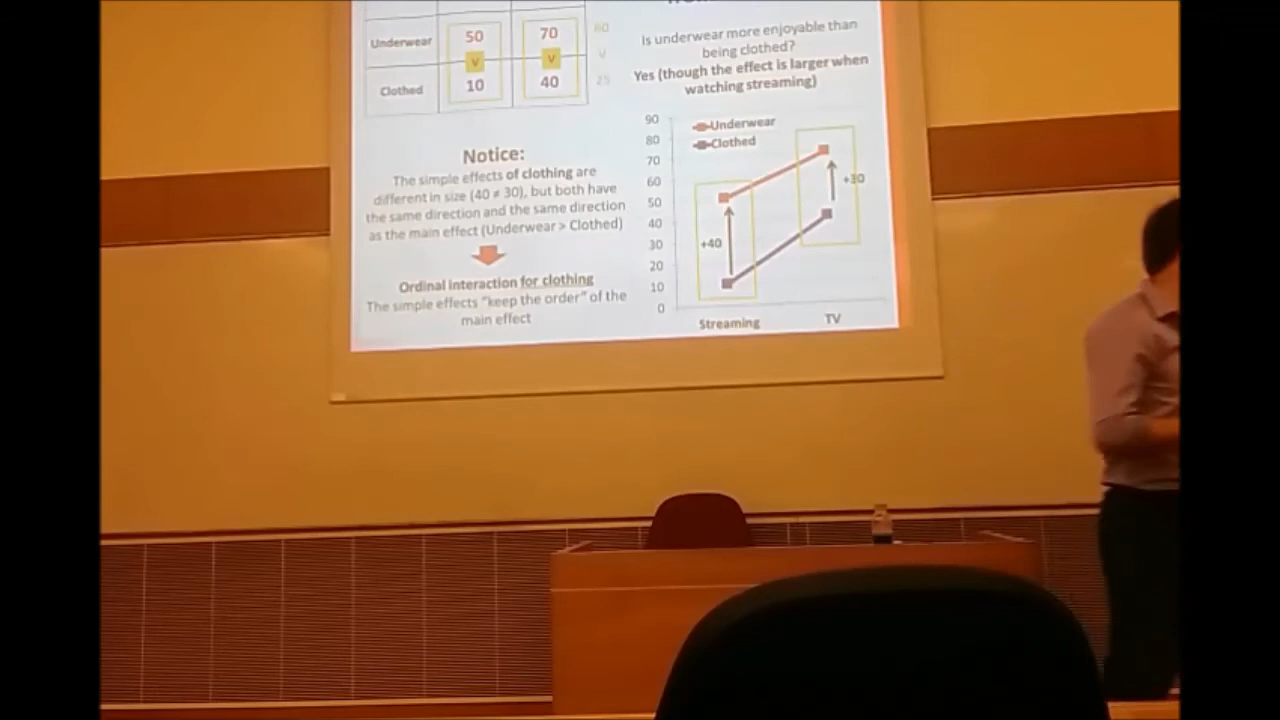 Underwear 50 70 60
v v v
Clothed 10 40 25
Is underwear more enjoyable than
being clothed?
Yes (though the effect is larger when
watching streaming)
Notice:
The simple effects of clothing are
different in size (40 ≠ 30), but both have
the same direction and the same direction
as the main effect (Underwear > Clothed)
Ordinal interaction for clothing
The simple effects "keep the order" of the
main effect
Underwear
Clothed
90
80
70
60
50
40
30
20
10
0
+40
+30
Streaming TV